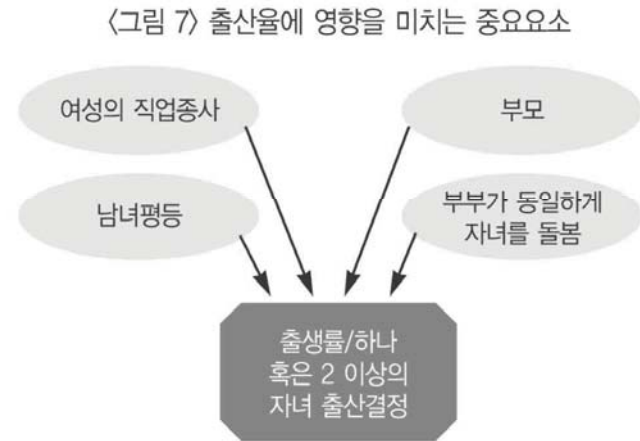 〈그림 7〉 출산율에 영향을 미치는 중요요소
여성의 직업종사
부모
남녀평등
부부가 동일하게
자녀를 돌봄
출생률/하나
혹은 2 이상의
자녀 출산결정